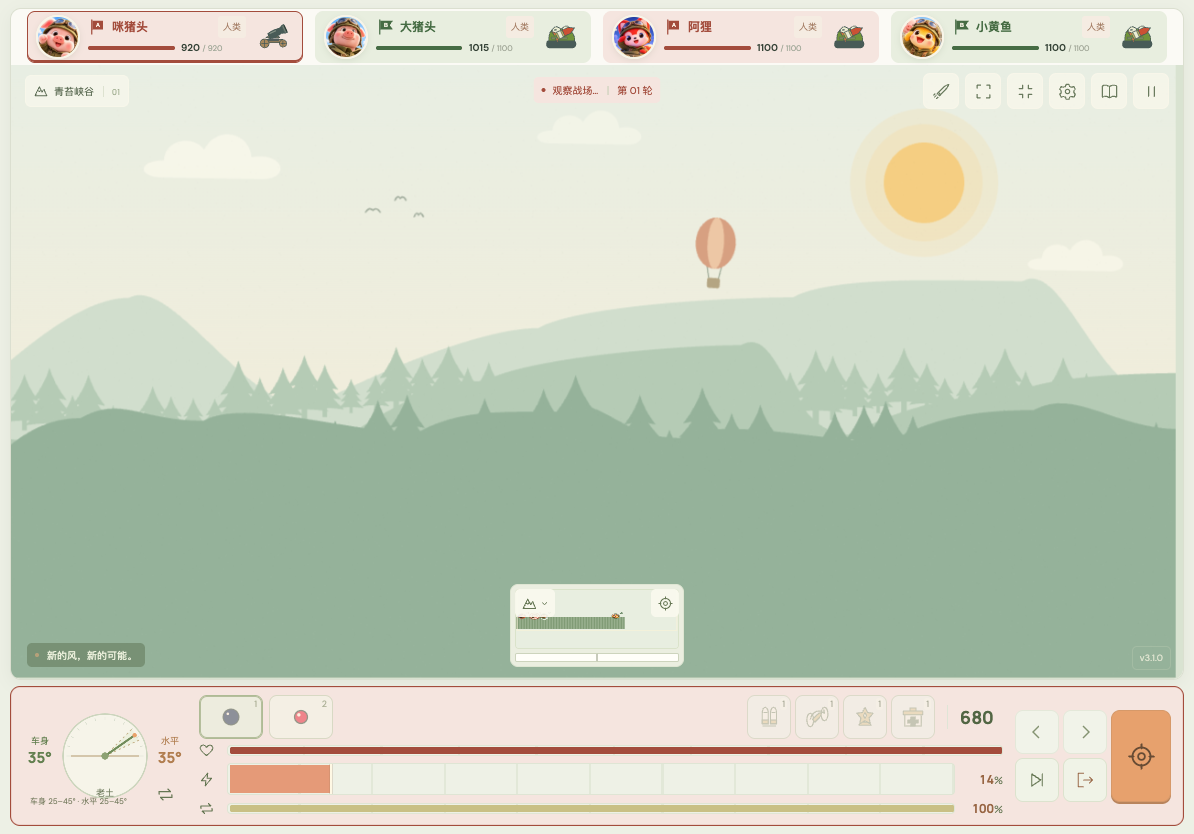 A 咪猪头 人类
920 / 920
B 大猪头 人类
1015 / 1100
A 阿狸 人类
1100 / 1100
B 小黄鱼 人类
1100 / 1100
青苔峡谷 01
观察战场... 第 01 轮
新的风，新的可能。
v3.1.0
车身
35°
水平
35°
老土
车身 25–45° · 水平 25–45°
1
2
1
1
1
1
680
14%
100%